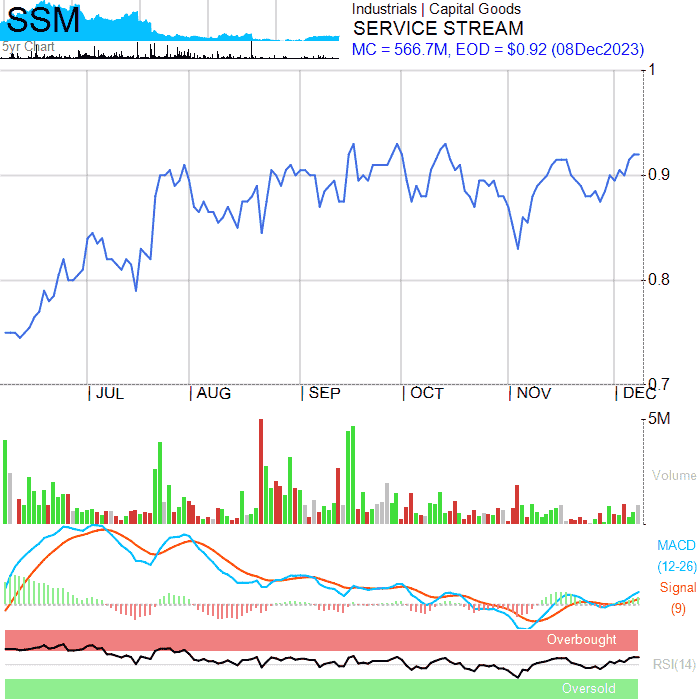 SSM
5yr Chart
Industrials | Capital Goods
SERVICE STREAM
MC = 566.7M, EOD = $0.92 (08Dec2023)
1
0.9
0.8
0.7
JUL AUG SEP OCT NOV DEC
5M
Volume
MACD
(12-26)
Signal
(9)
Overbought
RSI(14)
Oversold